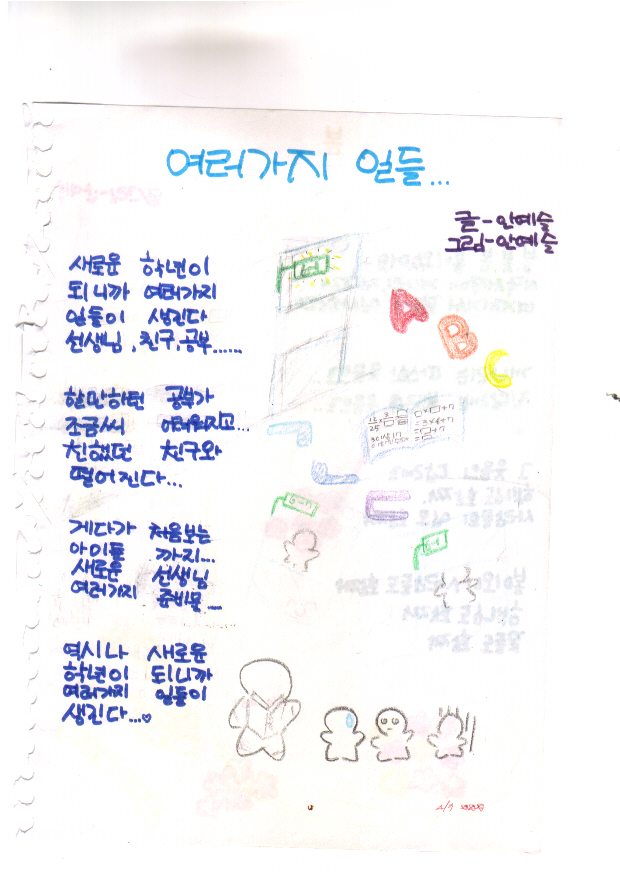 여러가지 일들...
글-안예슬
그림-안예슬
새로운 학년이
되니까 여러가지
일들이 생긴다
선생님, 친구, 공부......
A
B
C
만만하던 공부가
조금씩 어려워지고...
친했던 친구와
떨어진다...
게다가 처음보는
아이들 까지...
새로운 선생님
여러가지 준비물...
역시나 새로운
학년이 되니까
여러가지 일들이
생긴다...♡